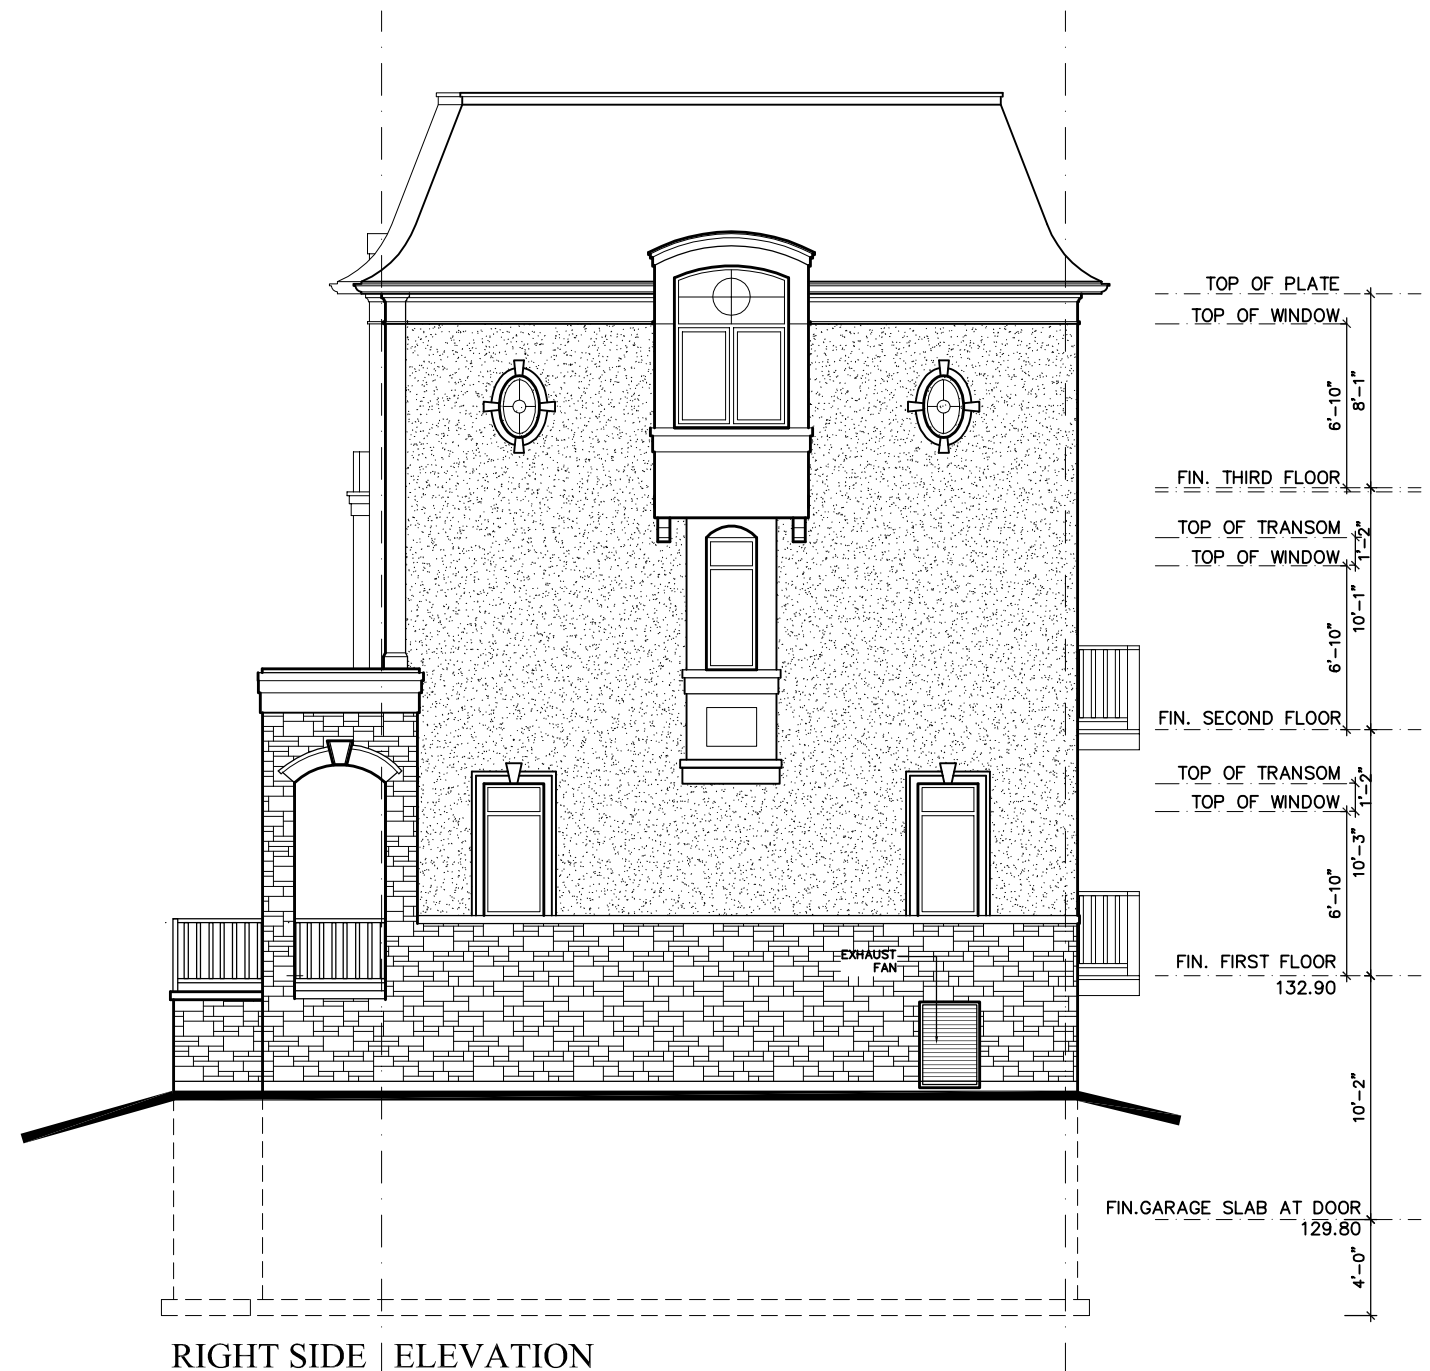 TOP OF PLATE
TOP OF WINDOW
6'-10"
8'-1"
FIN. THIRD FLOOR
TOP OF TRANSOM
1'-2"
TOP OF WINDOW
10'-1"
6'-10"
FIN. SECOND FLOOR
TOP OF TRANSOM
1'-2"
TOP OF WINDOW
10'-3"
6'-10"
EXHAUST
FAN
FIN. FIRST FLOOR
132.90
10'-2"
FIN.GARAGE SLAB AT DOOR
129.80
4'-0"
RIGHT SIDE ELEVATION